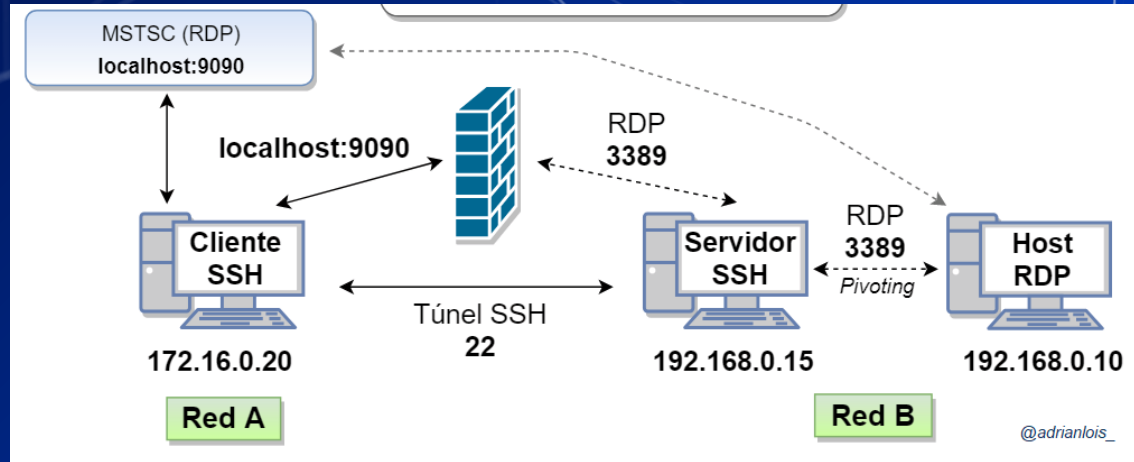 MSTSC (RDP)
localhost:9090
localhost:9090
RDP
3389
Cliente
SSH
Túnel SSH
22
Servidor
SSH
RDP
3389
Pivoting
Host
RDP
172.16.0.20
192.168.0.15
192.168.0.10
Red A
Red B
@adrianlois_